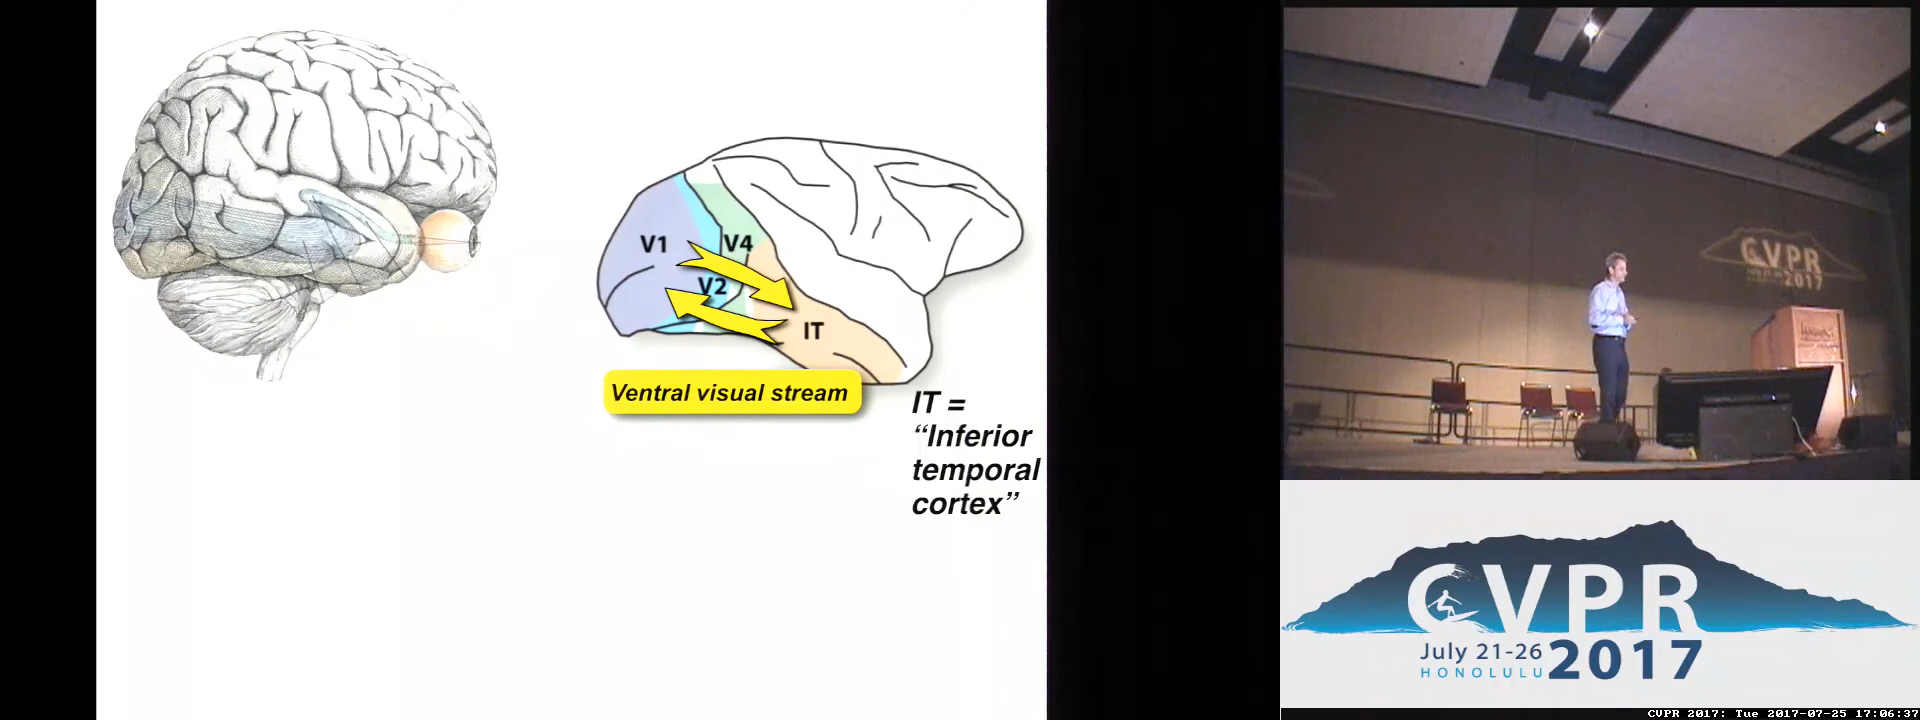 V1
V4
V2
IT
Ventral visual stream
IT =
“Inferior
temporal
cortex”
CVPR
2017
CVPR
July 21-26
HONOLULU
2017
CVPR 2017: Tue 2017-07-25 17:06:37